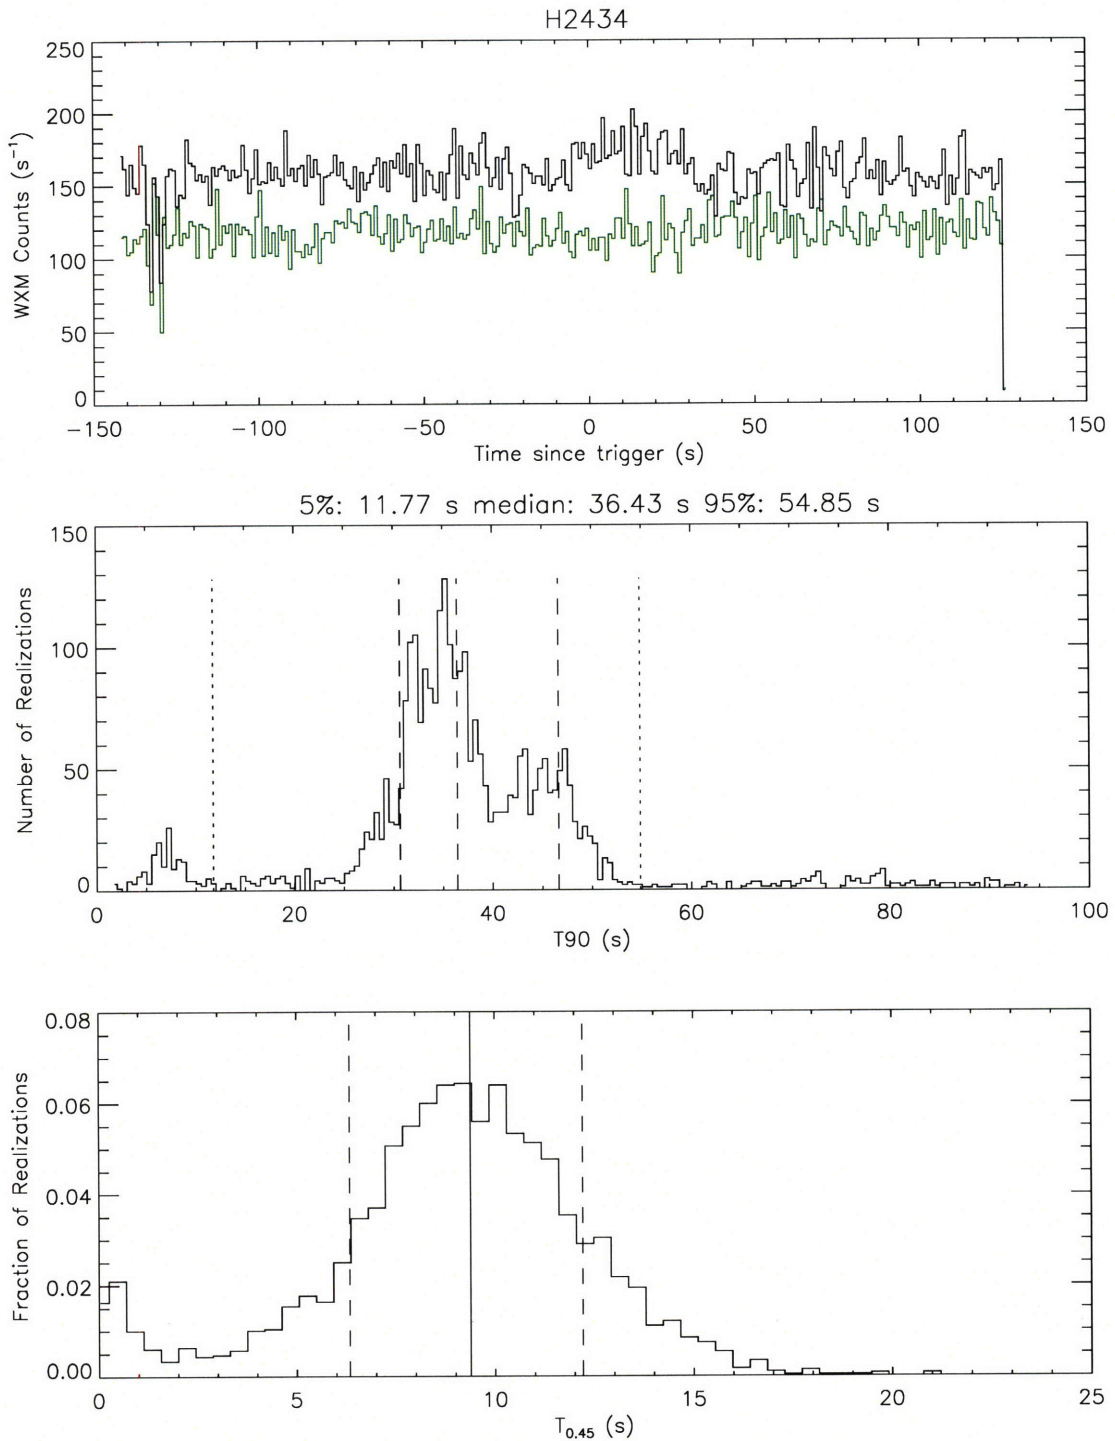 H2434
250
200
150
100
50
0
WXM Counts (s⁻¹)
−150 −100 −50 0 50 100 150
Time since trigger (s)
5%: 11.77 s median: 36.43 s 95%: 54.85 s
150
100
50
0
Number of Realizations
0 20 40 60 80 100
T90 (s)
0.08
0.06
0.04
0.02
0.00
Fraction of Realizations
0 5 10 15 20 25
T₀.₄₅ (s)